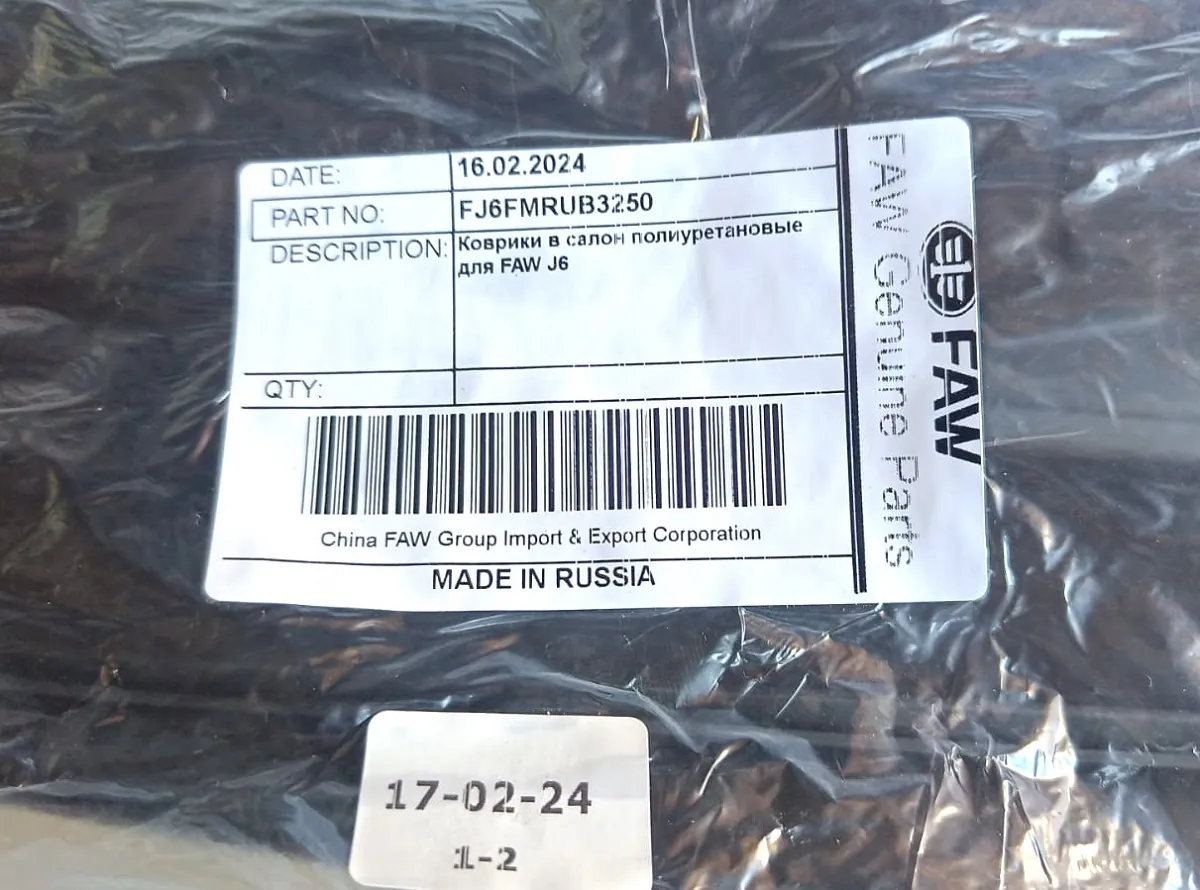 DATE: 16.02.2024
PART NO: FJ6FMRUB3250
DESCRIPTION: Коврики в салон полиуретановые
для FAW J6
QTY:
China FAW Group Import & Export Corporation
MADE IN RUSSIA
FAW Genuine Parts
FAW
17-02-24
1-2